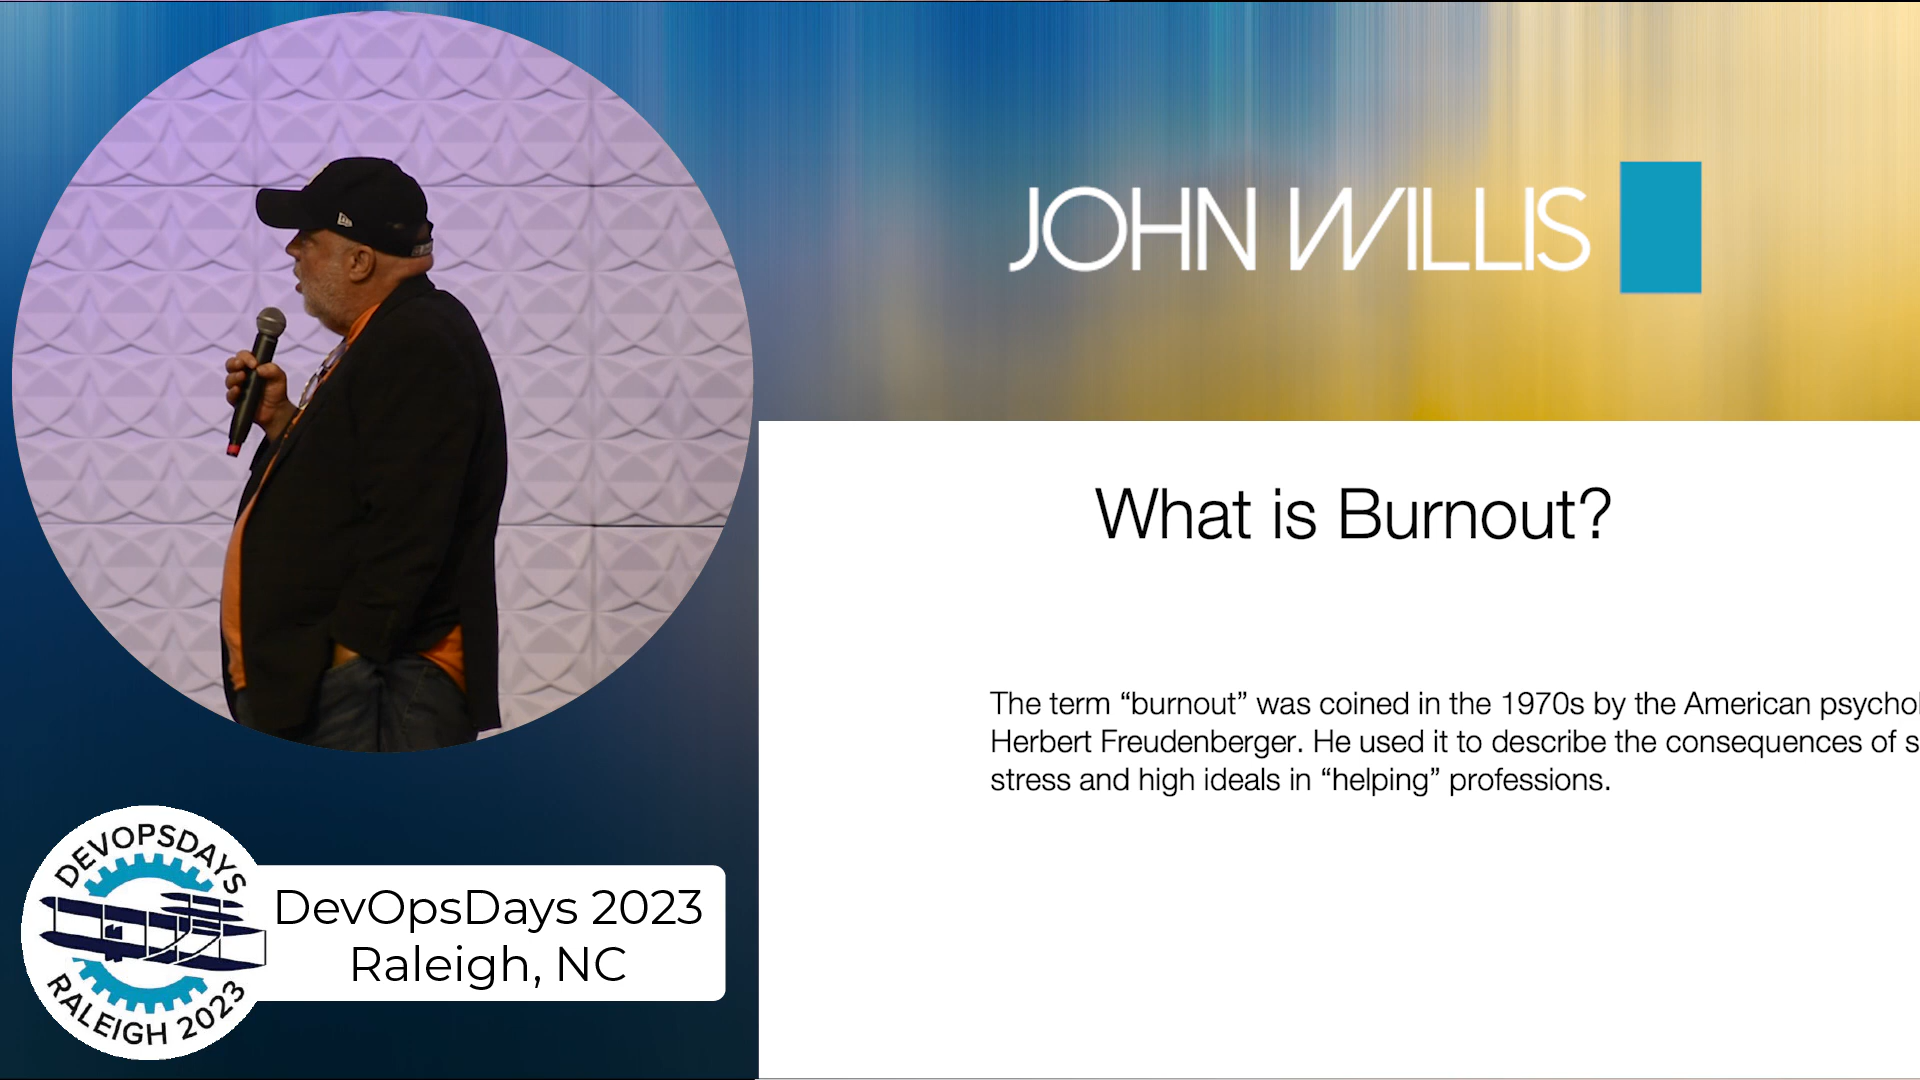 JOHN WILLIS
What is Burnout?
The term “burnout” was coined in the 1970s by the American
Herbert Freudenberger. He used it to describe the consequences of
stress and high ideals in “helping” professions.
DEVOPSDAYS
RALEIGH 2023
DevOpsDays 2023
Raleigh, NC